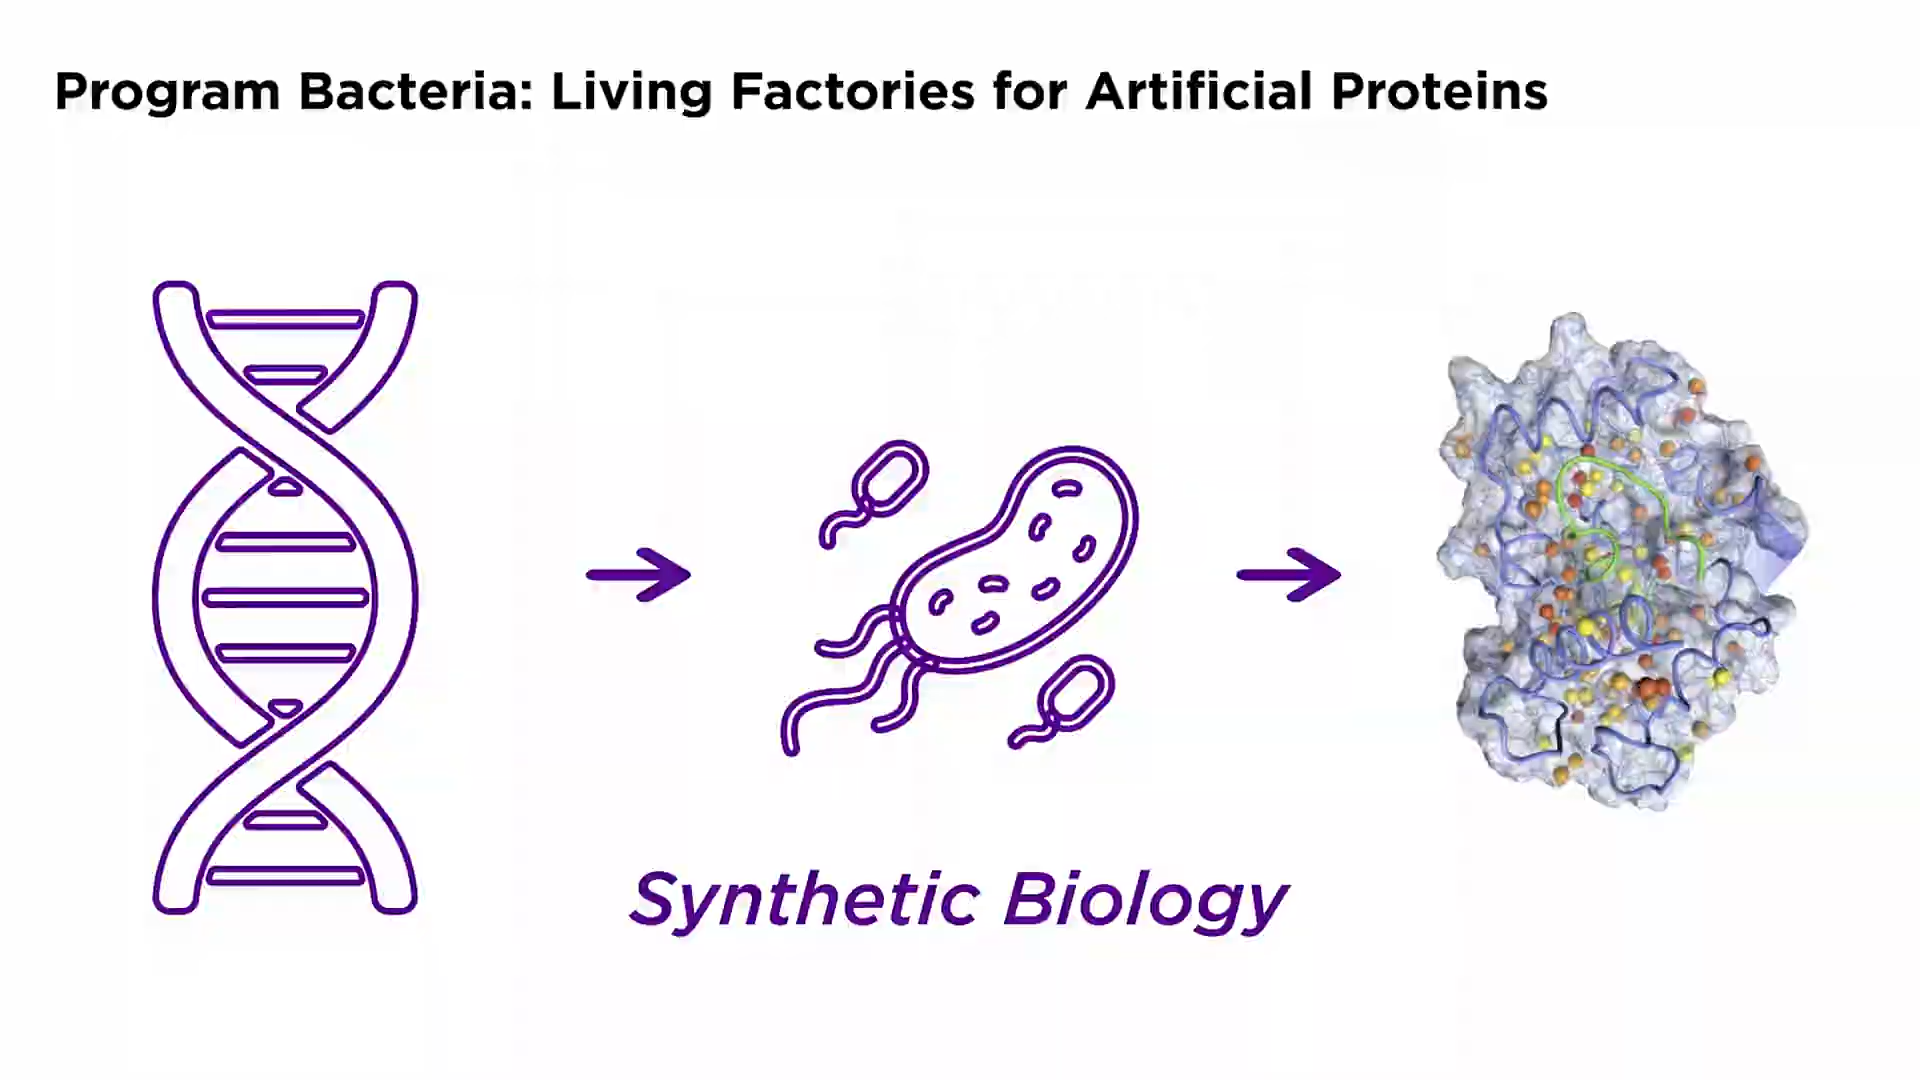 Program Bacteria: Living Factories for Artificial Proteins
Synthetic Biology